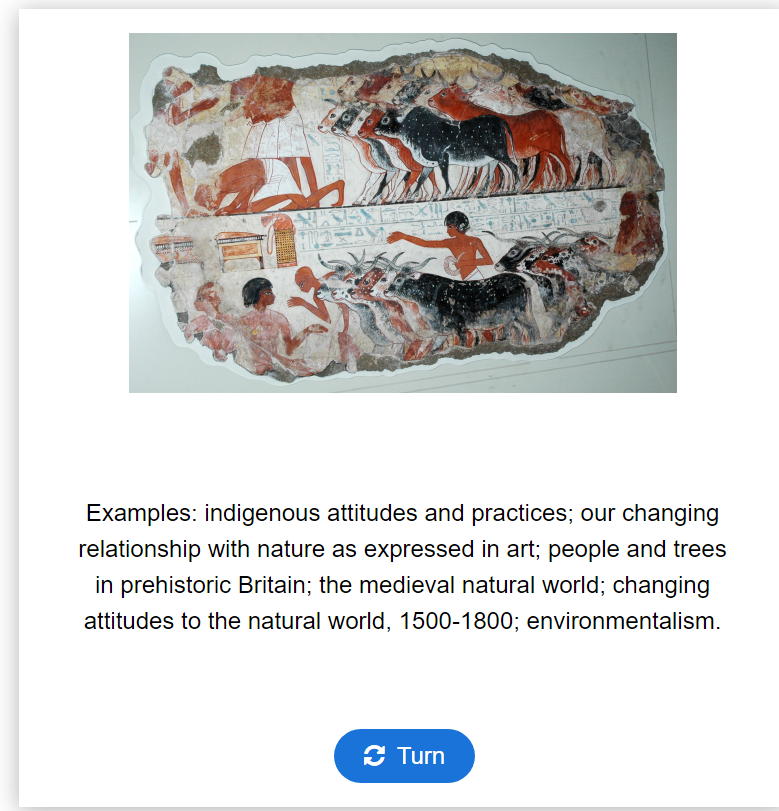 Examples: indigenous attitudes and practices; our changing
relationship with nature as expressed in art; people and trees
in prehistoric Britain; the medieval natural world; changing
attitudes to the natural world, 1500-1800; environmentalism.
Turn